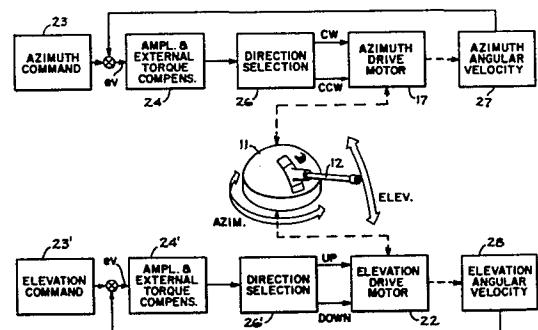 23
AZIMUTH
COMMAND
ev
AMPL. &
EXTERNAL
TORQUE
COMPENS.
24
DIRECTION
SELECTION
26
CW
CCW
AZIMUTH
DRIVE
MOTOR
17
AZIMUTH
ANGULAR
VELOCITY
27
11
12
AZIM.
ELEV.
23'
ELEVATION
COMMAND
ev
24'
AMPL. &
EXTERNAL
TORQUE
COMPENS.
DIRECTION
SELECTION
26'
UP
DOWN
ELEVATION
DRIVE
MOTOR
22
28
ELEVATION
ANGULAR
VELOCITY